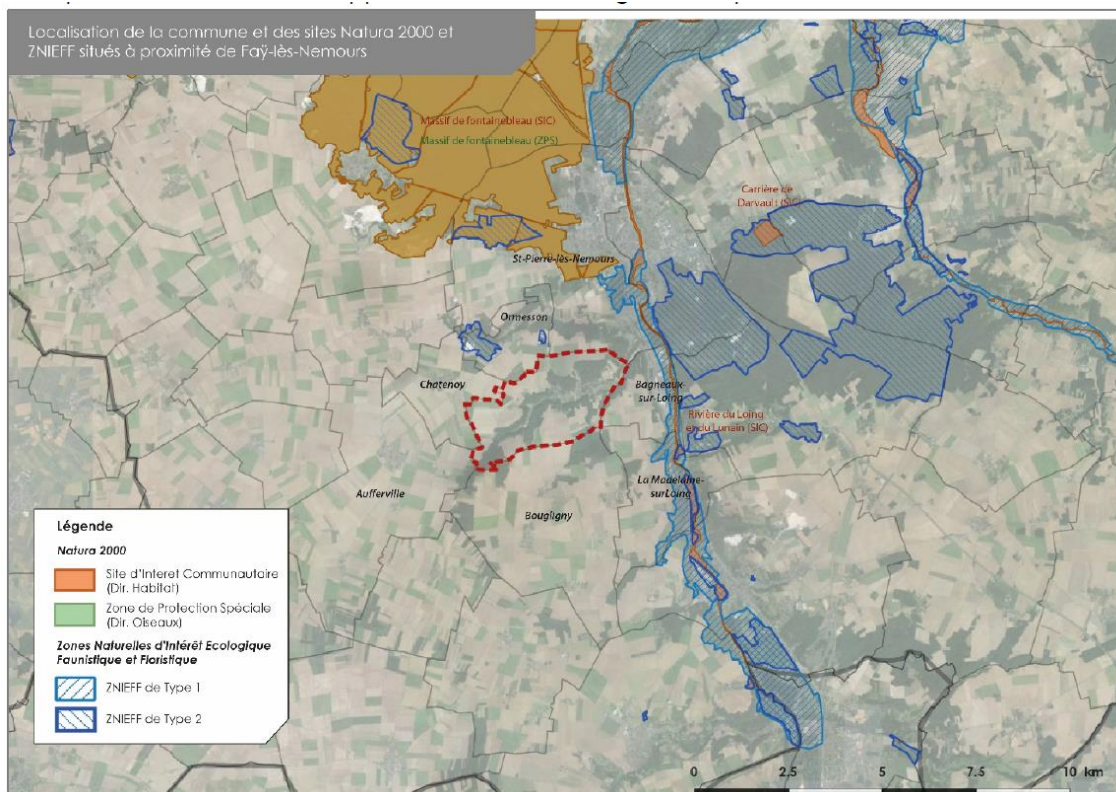 Localisation de la commune et des sites Natura 2000 et
ZNIEFF situés à proximité de Faÿ-lès-Nemours
Massif de fontainebleau (SIC)
Massif de fontainebleau (ZPS)
Carrière de
Darvault (SIC)
St-Pierre-lès-Nemours
Ormesson
Chatenoy
Bagneaux-
sur-Loing
Rivière du Loing
et du Lunain (SIC)
La Madelaine-
surLoing
Aufferville
Bougligny
Légende
Natura 2000
Site d'Interet Communautaire
(Dir. Habitat)
Zone de Protection Spéciale
(Dir. Oiseaux)
Zones Naturelles d'Intérêt Ecologique
Faunistique et Floristique
ZNIEFF de Type 1
ZNIEFF de Type 2
0 2.5 5 7.5 10 km